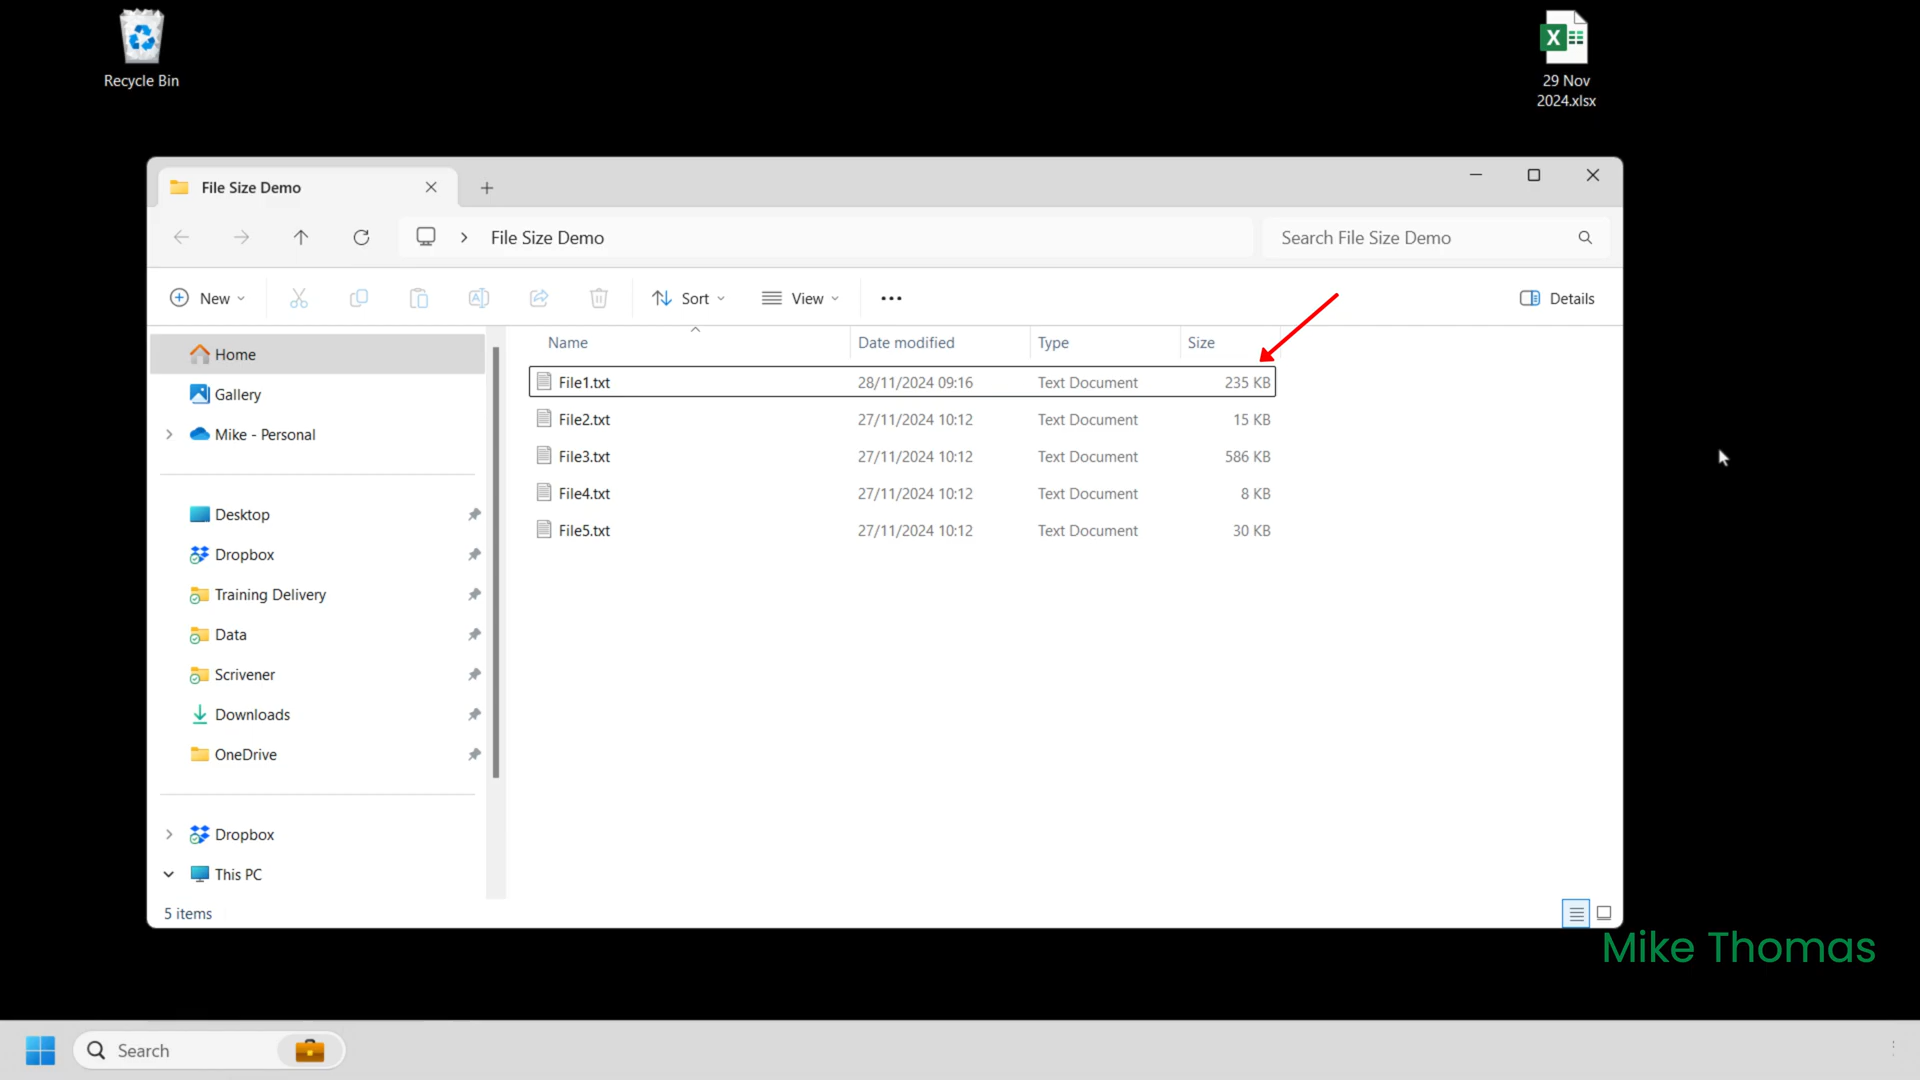 Recycle Bin
29 Nov
2024.xlsx
File Size Demo
File Size Demo
Search File Size Demo
New
Sort
View
Details
Name Date modified Type Size
Home
Gallery
Mike - Personal
Desktop
Dropbox
Training Delivery
Data
Scrivener
Downloads
OneDrive
Dropbox
This PC
File1.txt 28/11/2024 09:16 Text Document 235 KB
File2.txt 27/11/2024 10:12 Text Document 15 KB
File3.txt 27/11/2024 10:12 Text Document 586 KB
File4.txt 27/11/2024 10:12 Text Document 8 KB
File5.txt 27/11/2024 10:12 Text Document 30 KB
5 items
Mike Thomas
Search